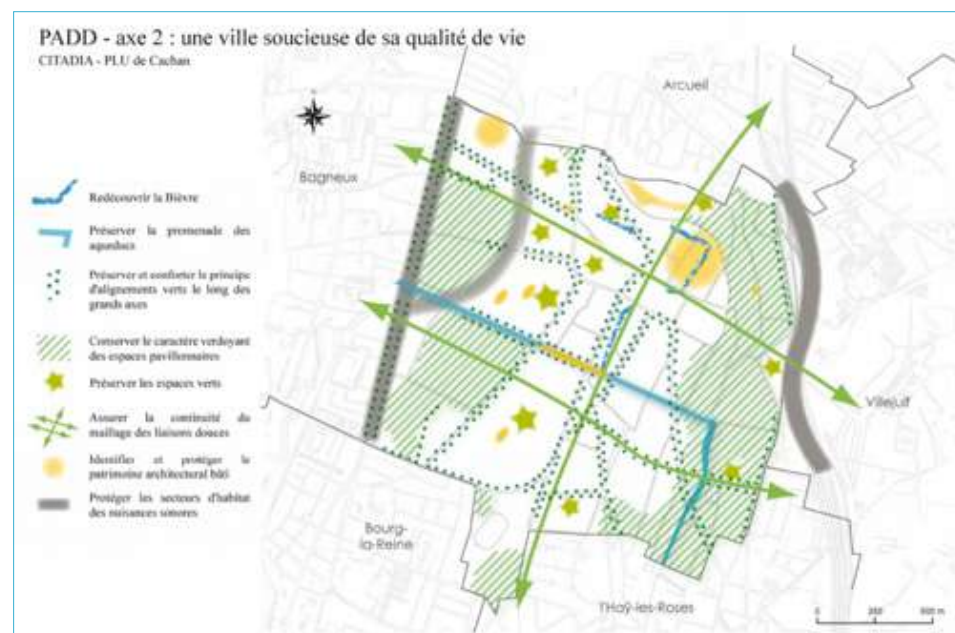 PADD - axe 2 : une ville soucieuse de sa qualité de vie
CITADIA - PLU de Cachan
Arcueil
Bagneux
Redécouvrir la Bièvre
Préserver la promenade des
aqueducs
Préserver et conforter le principe
d'alignements verts le long des
grands axes
Conserver le caractère verdoyant
des espaces pavillonnaires
Préserver les espaces verts
Assurer la continuité du
maillage des liaisons douces
Identifier et protéger le
patrimoine architectural bâti
Protéger les secteurs d'habitat
des nuisances sonores
Villejuif
Bourg-
la-Reine
l'Haÿ-les-Roses
0 250 500 m